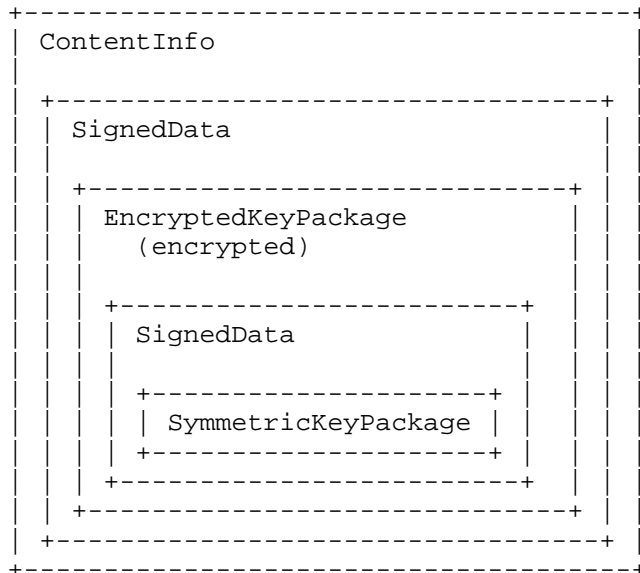 ContentInfo
SignedData
EncryptedKeyPackage
(encrypted)
SignedData
SymmetricKeyPackage